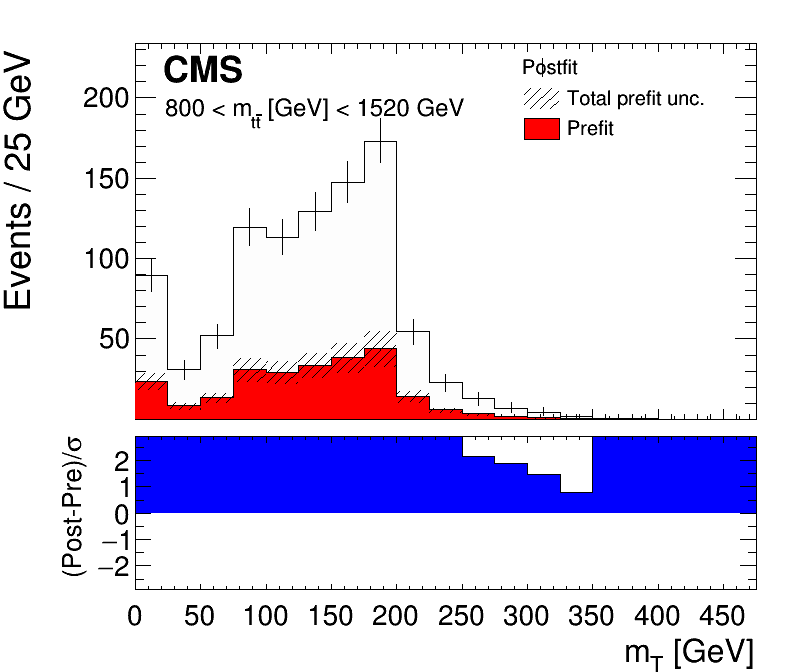 CMS
800 < m_tt̄ [GeV] < 1520 GeV
Postfit
Total prefit unc.
Prefit
Events / 25 GeV
200
150
100
50
(Post-Pre)/σ
2
1
0
−1
−2
0 50 100 150 200 250 300 350 400 450
m_T [GeV]